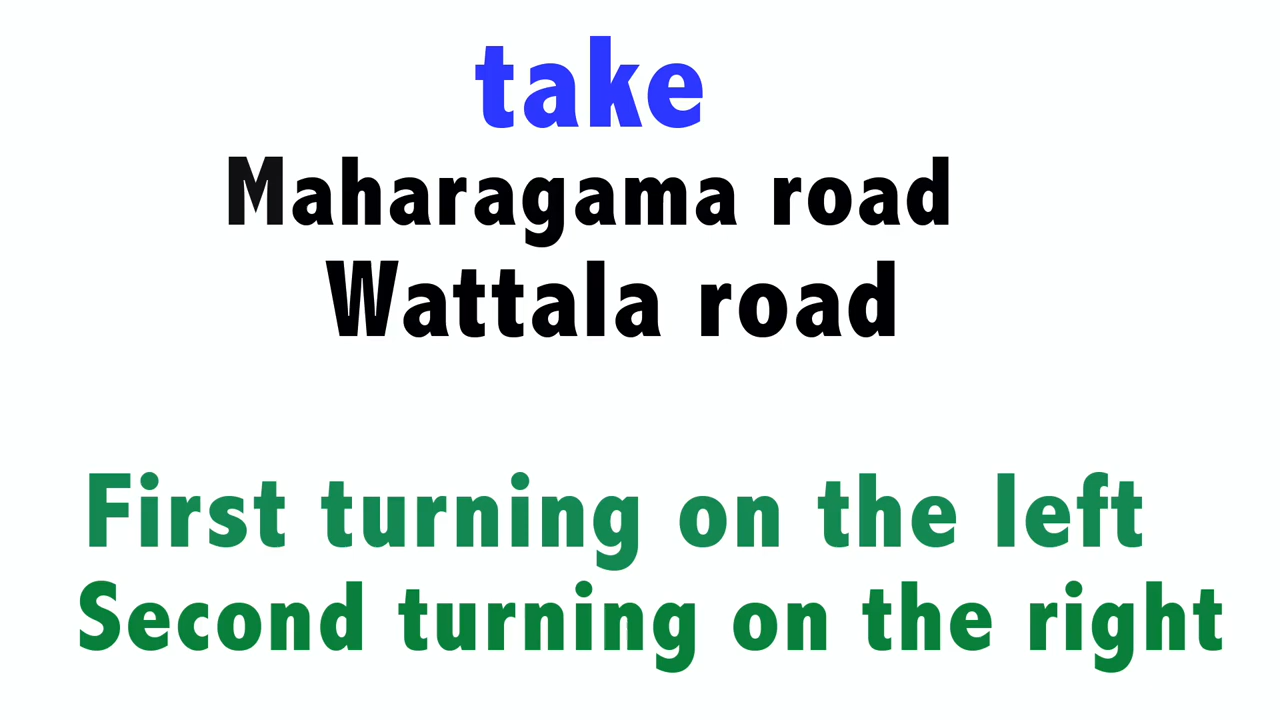 take
Maharagama road
Wattala road
First turning on the left
Second turning on the right